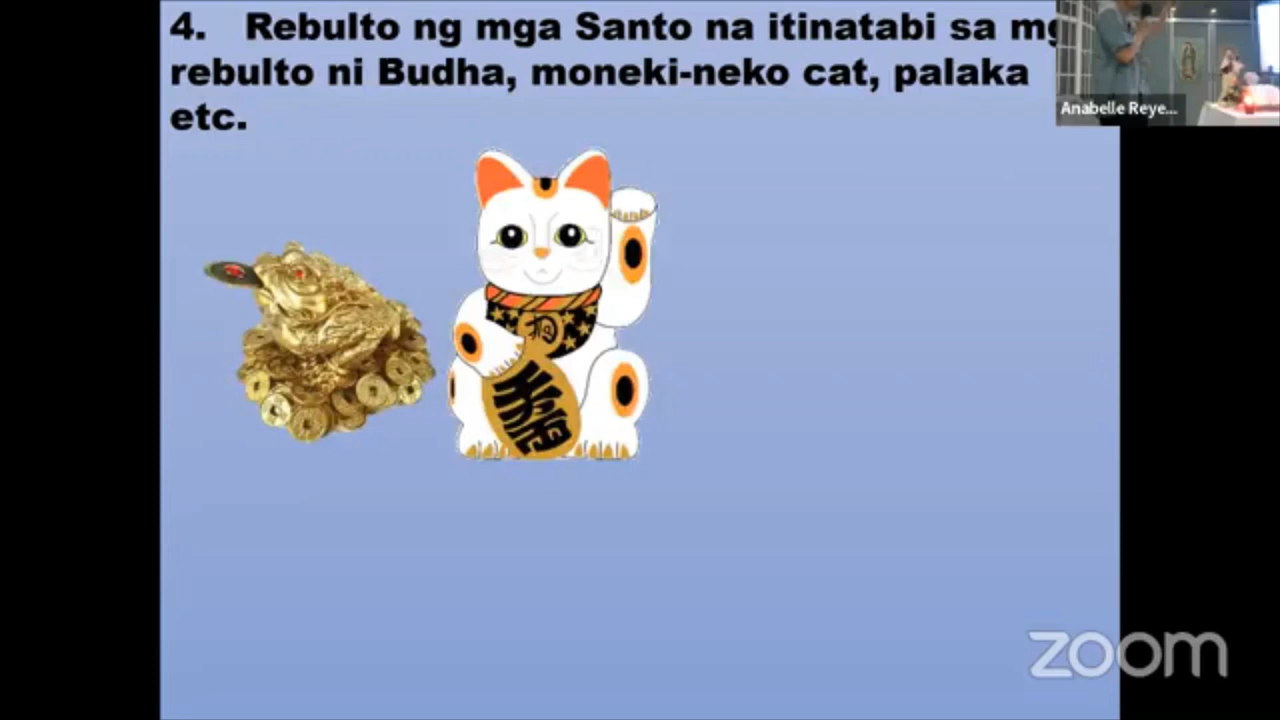 4. Rebulto ng mga Santo na itinatabi sa mg
rebulto ni Budha, moneki-neko cat, palaka
etc.
Anabelle Reye...
zoom